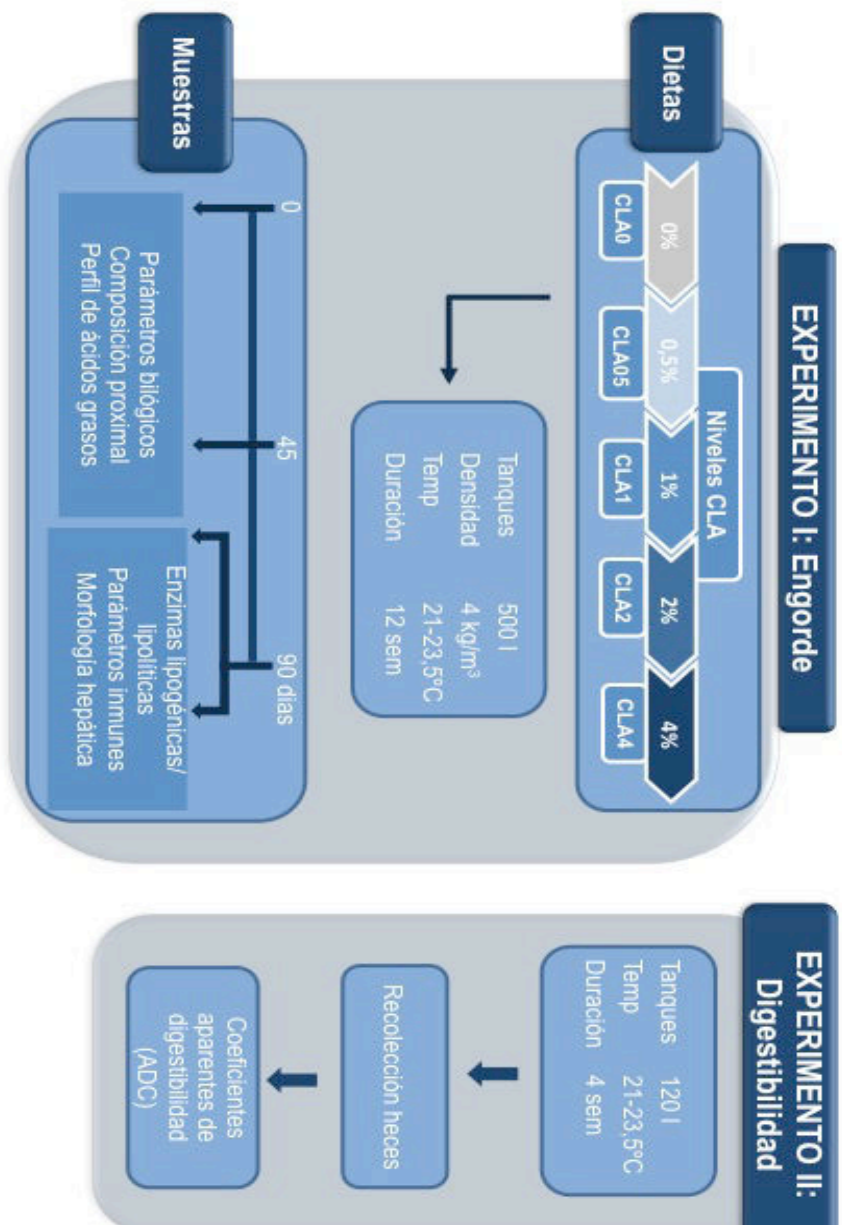 EXPERIMENTO I: Engorde
Dietas
Niveles CLA
0%
0,5%
1%
2%
4%
CLA0
CLA05
CLA1
CLA2
CLA4
Tanques 500 l
Densidad 4 kg/m³
Temp 21-23,5ºC
Duración 12 sem
Muestras
0
45
90 días
Parámetros bilógicos
Composición proximal
Perfil de ácidos grasos
Enzimas lipogénicas/
lipolíticas
Parámetros inmunes
Morfología hepática
EXPERIMENTO II:
Digestibilidad
Tanques 120 l
Temp 21-23,5ºC
Duración 4 sem
Recolección heces
Coeficientes
aparentes de
digestibilidad
(ADC)